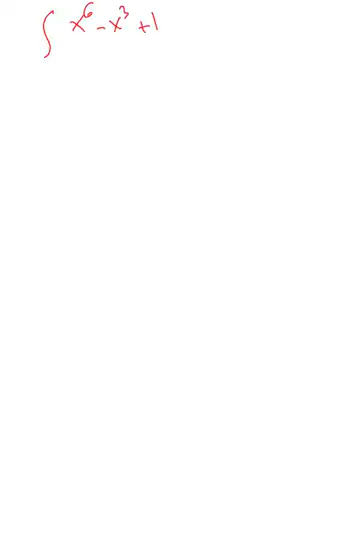 ∫ x⁶ - x³ + 1